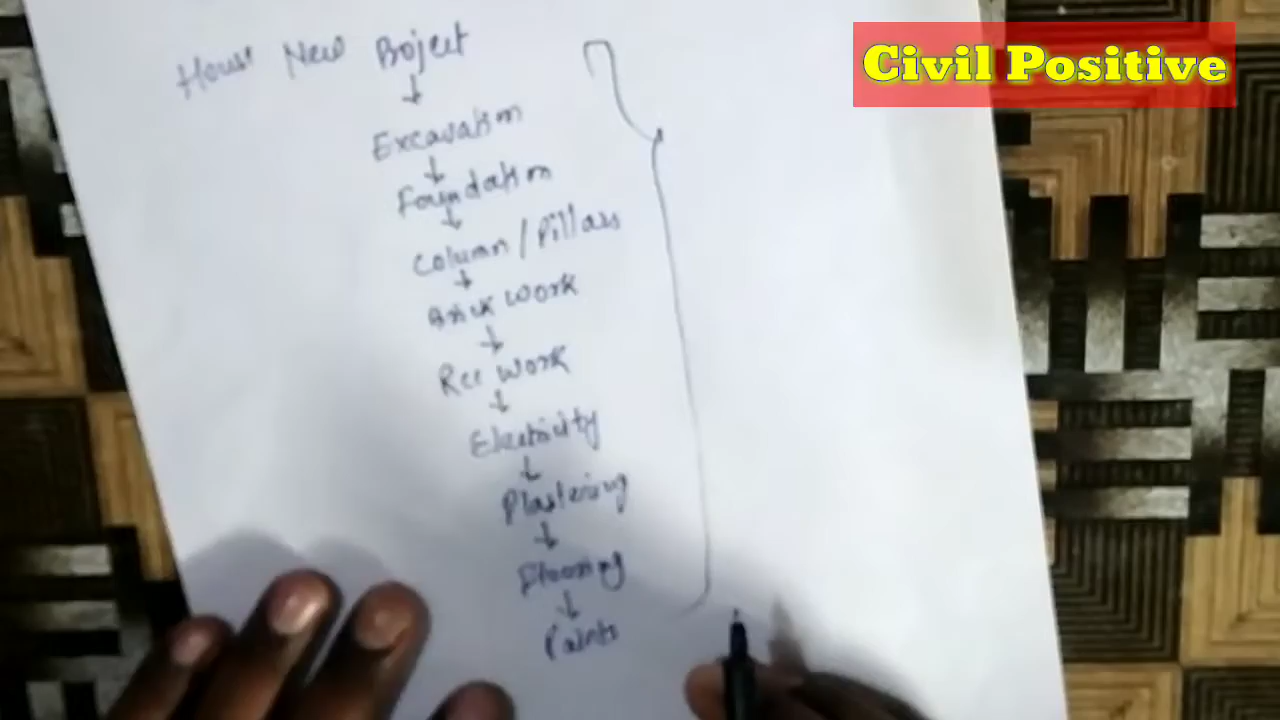 House New Project
↓
Excavation
↓
Foundation
↓
Column / Pillars
↓
Brick Work
↓
Rcc Work
↓
Electricity
↓
Plastering
↓
Flooring
↓
Paints
Civil Positive